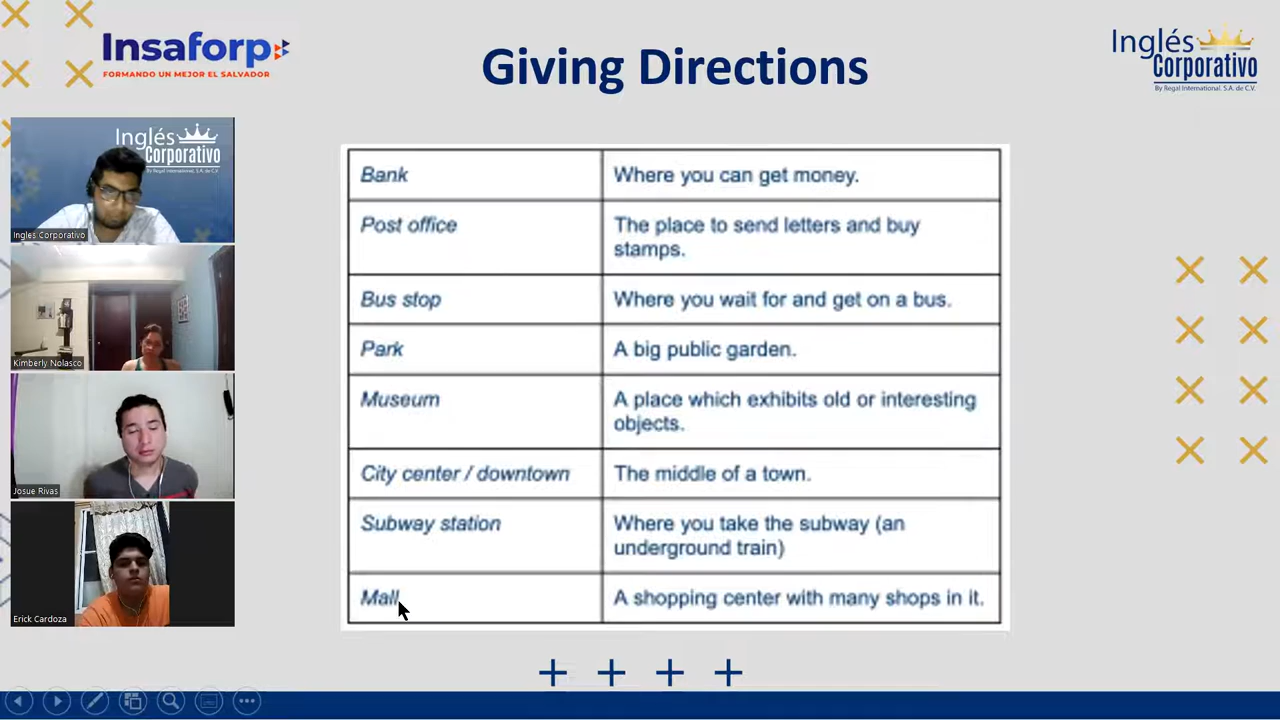 Insaforp
FORMANDO UN MEJOR EL SALVADOR
Giving Directions
Inglés
Corporativo
By Regal International, S.A. de C.V.
Inglés
Corporativo
By Regal International, S.A. de C.V.
Ingles Corporativo
Kimberly Nolasco
Josue Rivas
Erick Cardoza
Bank
Where you can get money.
Post office
The place to send letters and buy
stamps.
Bus stop
Where you wait for and get on a bus.
Park
A big public garden.
Museum
A place which exhibits old or interesting
objects.
City center / downtown
The middle of a town.
Subway station
Where you take the subway (an
underground train)
Mall
A shopping center with many shops in it.